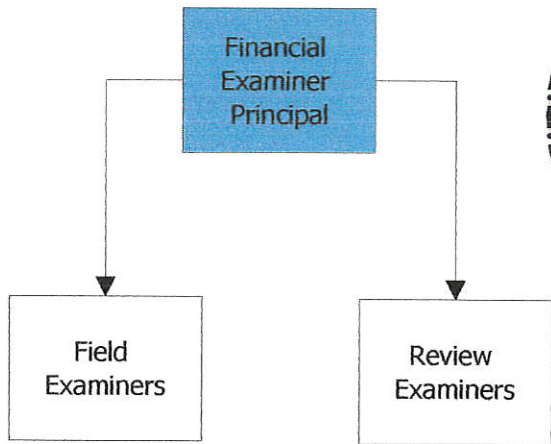 Financial
Examiner
Principal
Field
Examiners
Review
Examiners